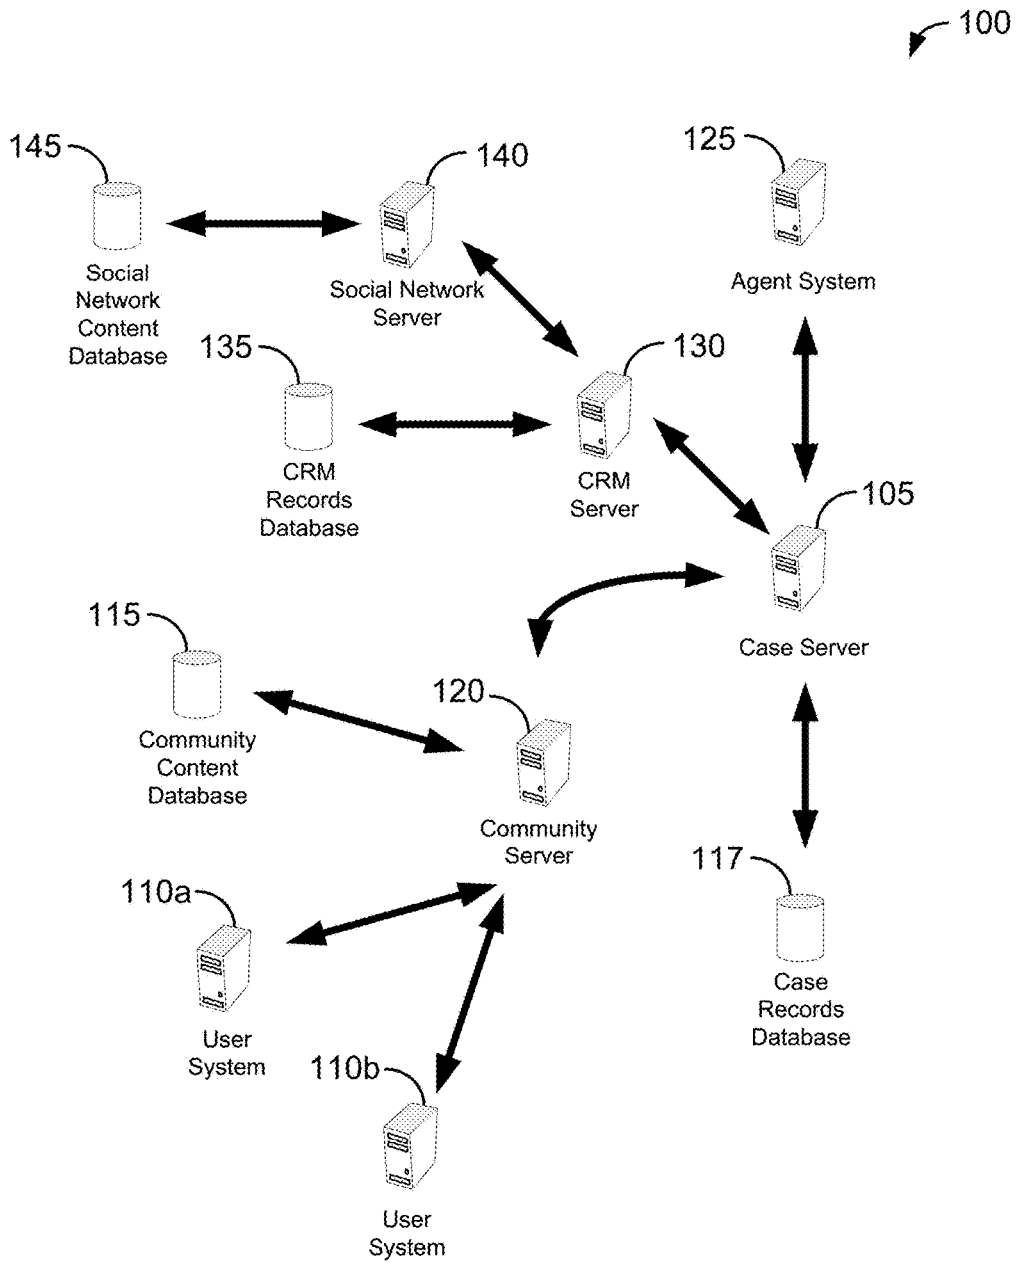 100
145
Social
Network
Content
Database
140
Social Network
Server
125
Agent System
135
CRM
Records
Database
130
CRM
Server
105
Case Server
115
Community
Content
Database
120
Community
Server
117
Case
Records
Database
110a
User
System
110b
User
System